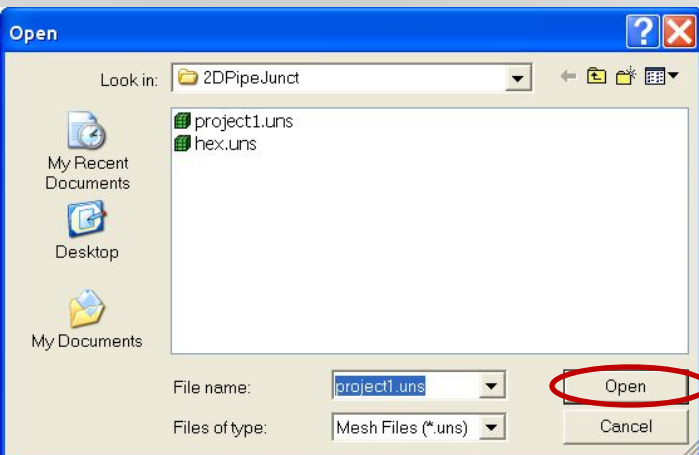 Open
Look in: 2DPipeJunct
project1.uns
hex.uns
My Recent
Documents
Desktop
My Documents
File name: project1.uns Open
Files of type: Mesh Files (*.uns) Cancel